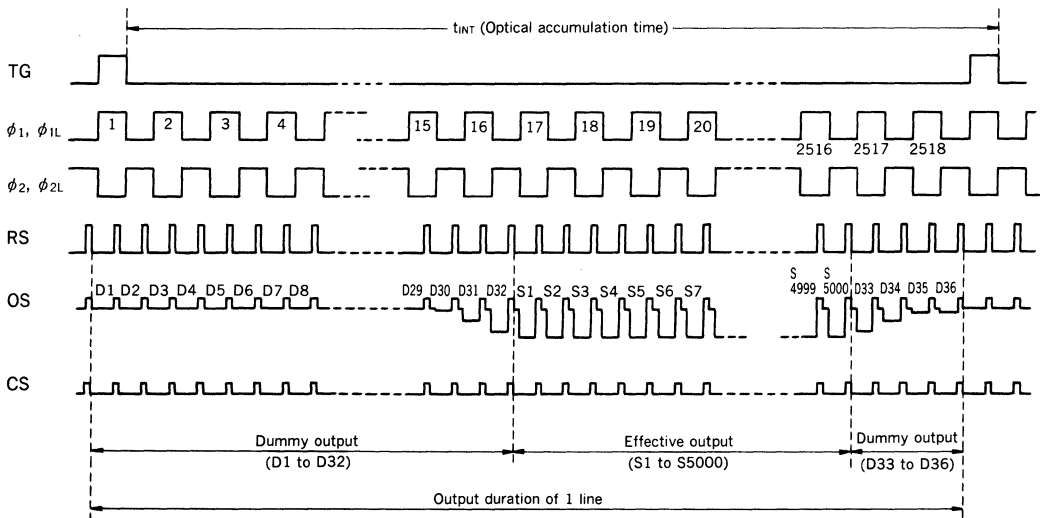 tINT (Optical accumulation time)
TG
ϕ1, ϕ1L 1 2 3 4 15 16 17 18 19 20 2516 2517 2518
ϕ2, ϕ2L
RS
OS D1 D2 D3 D4 D5 D6 D7 D8 D29 D30 D31 D32 S1 S2 S3 S4 S5 S6 S7 S 4999 S 5000 D33 D34 D35 D36
CS
Dummy output Effective output Dummy output
(D1 to D32) (S1 to S5000) (D33 to D36)
Output duration of 1 line